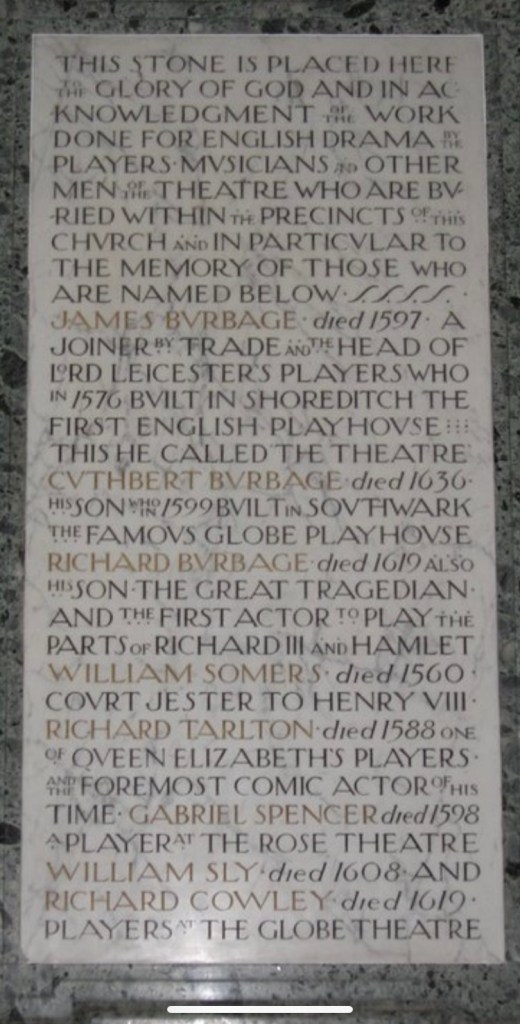 THIS STONE IS PLACED HERE
TO THE GLORY OF GOD AND IN AC-
KNOWLEDGMENT OF THE WORK
DONE FOR ENGLISH DRAMA BY THE
PLAYERS·MVSICIANS AND OTHER
MEN OF THE THEATRE WHO ARE BV-
RIED WITHIN THE PRECINCTS OF THIS
CHVRCH AND IN PARTICVLAR TO
THE MEMORY OF THOSE WHO
ARE NAMED BELOW·
JAMES BVRBAGE·died 1597·A
JOINER BY TRADE AND THE HEAD OF
LORD LEICESTER'S PLAYERS WHO
IN 1576 BVILT IN SHOREDITCH THE
FIRST ENGLISH PLAYHOVSE
THIS HE CALLED THE THEATRE
CVTHBERT BVRBAGE·died 1636·
HIS SON WHO IN 1599 BVILT IN SOVTHWARK
THE FAMOVS GLOBE PLAYHOVSE
RICHARD BVRBAGE·died 1619 ALSO
HIS SON·THE GREAT TRAGEDIAN·
AND THE FIRST ACTOR TO PLAY THE
PARTS OF RICHARD III AND HAMLET
WILLIAM SOMERS·died 1560·
COVRT JESTER TO HENRY VIII·
RICHARD TARLTON·died 1588 ONE
OF QVEEN ELIZABETH'S PLAYERS·
AND THE FOREMOST COMIC ACTOR OF HIS
TIME·GABRIEL SPENCER died 1598
A PLAYER AT THE ROSE THEATRE
WILLIAM SLY·died 1608·AND
RICHARD COWLEY·died 1619·
PLAYERS AT THE GLOBE THEATRE